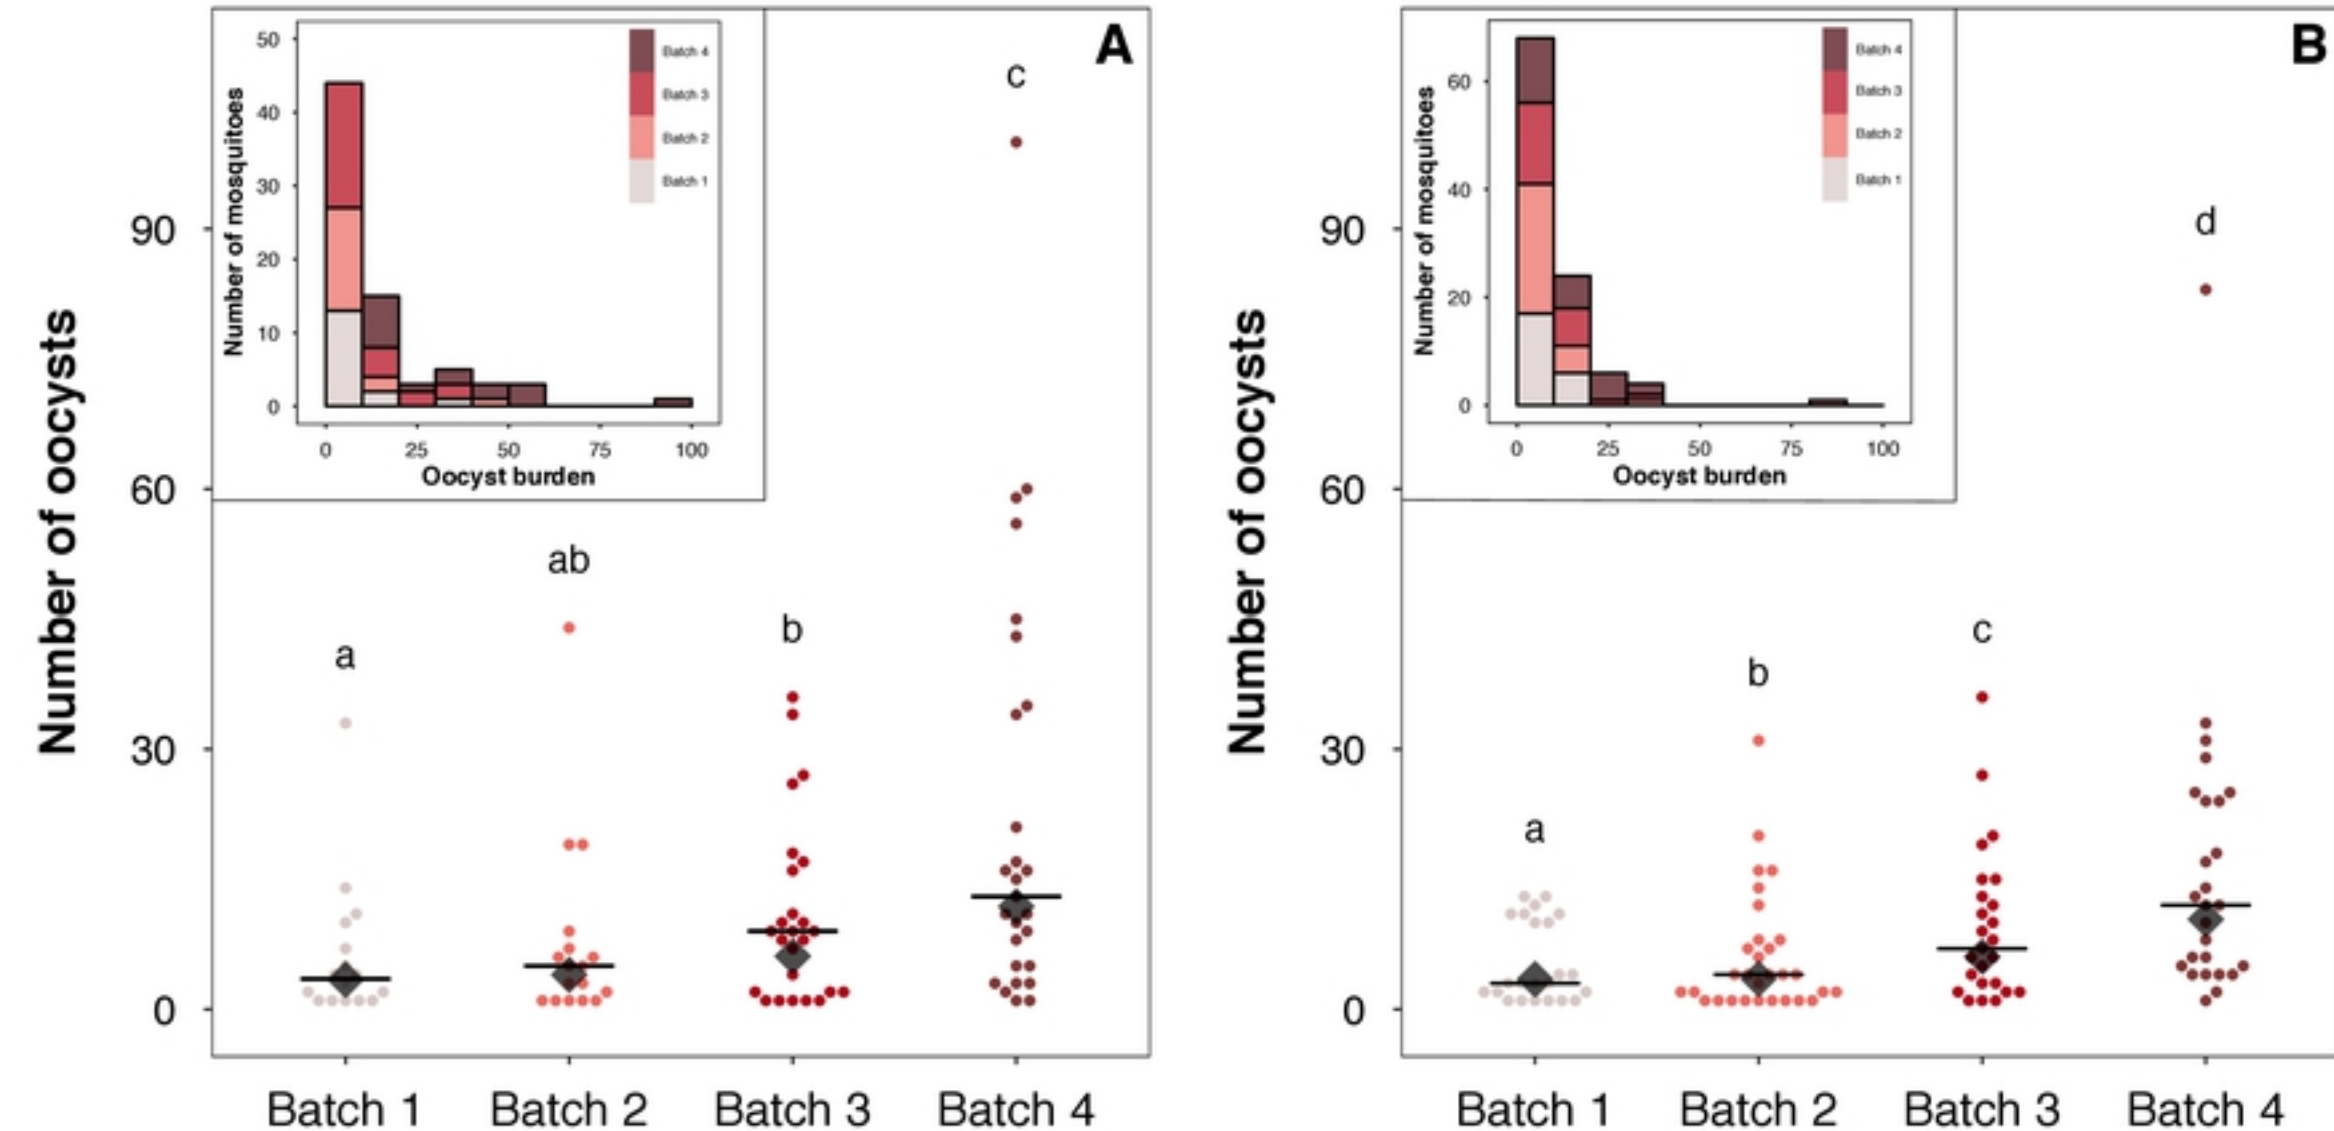 A
Number of oocysts
90
60
30
0
a
ab
b
c
Batch 1 Batch 2 Batch 3 Batch 4
Number of mosquitoes
50
40
30
20
10
0
0 25 50 75 100
Oocyst burden
Batch 4
Batch 3
Batch 2
Batch 1
B
Number of oocysts
90
60
30
0
a
b
c
d
Batch 1 Batch 2 Batch 3 Batch 4
Number of mosquitoes
60
40
20
0
0 25 50 75 100
Oocyst burden
Batch 4
Batch 3
Batch 2
Batch 1